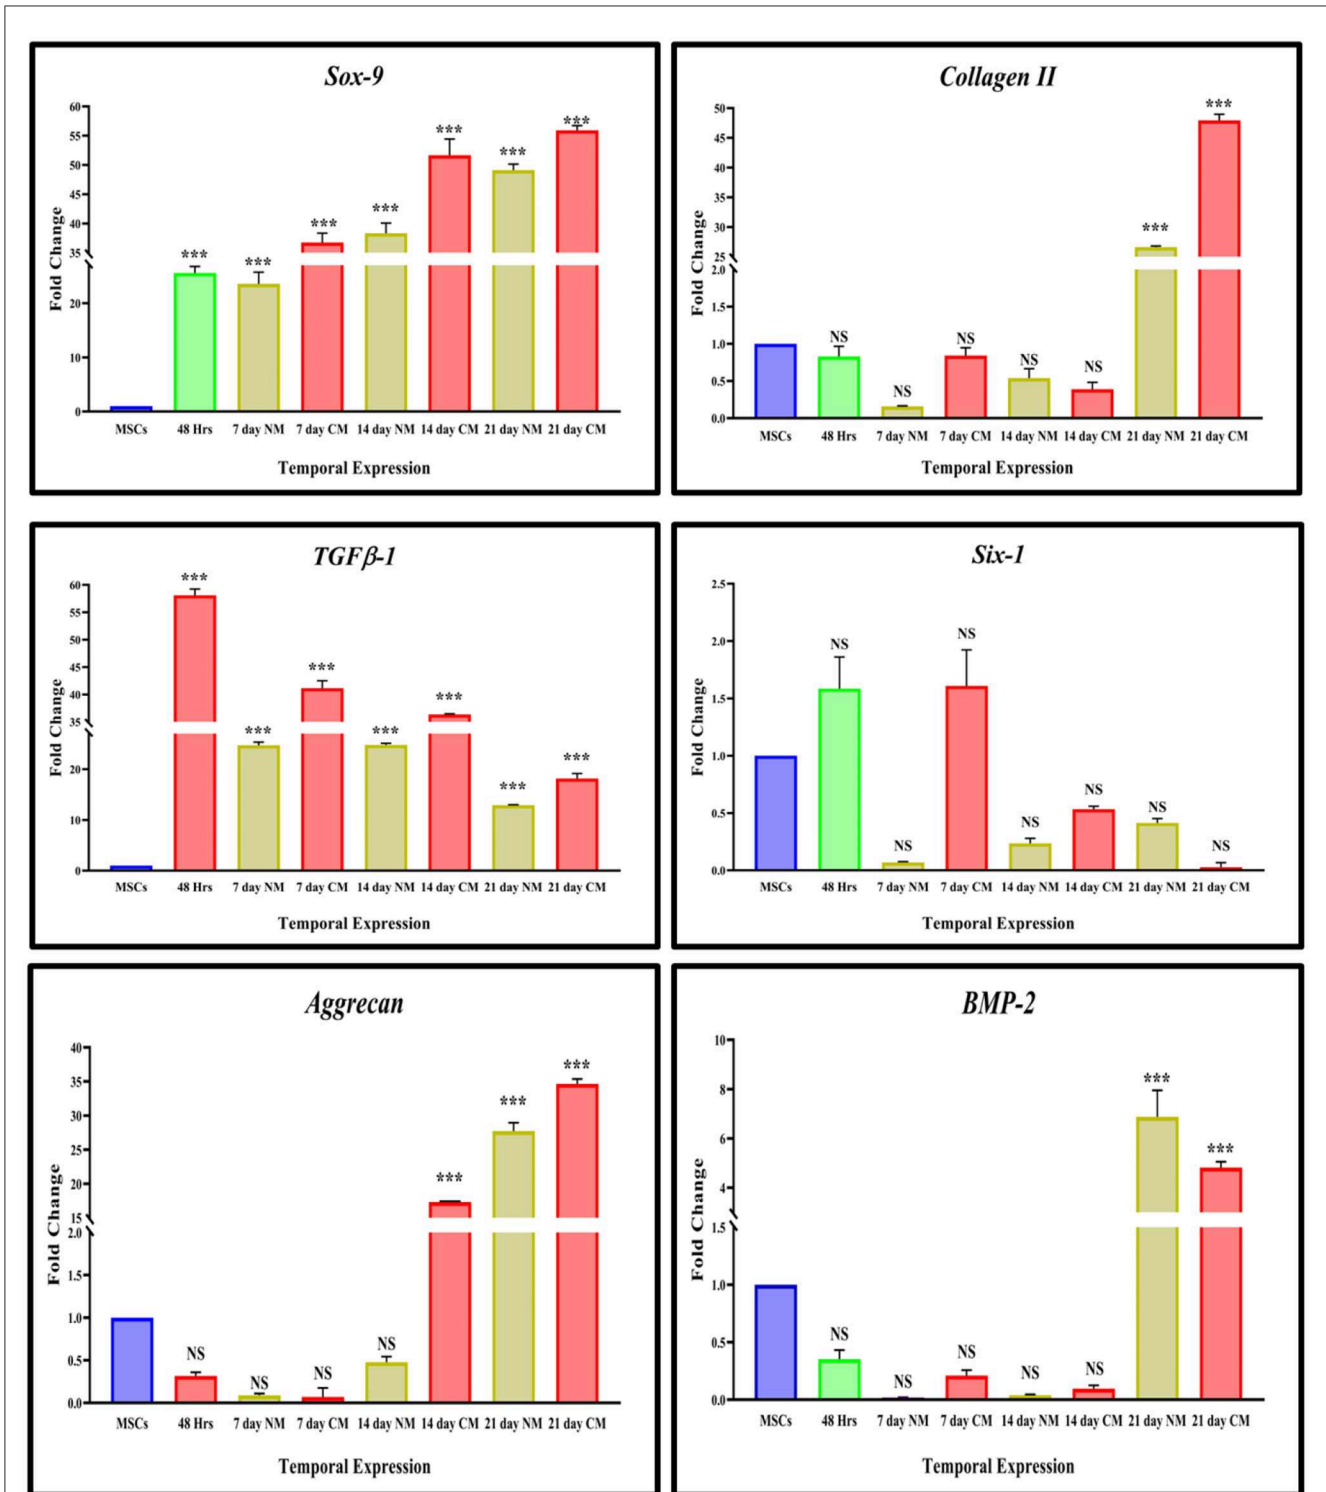 Sox-9
Fold Change
60
55
50
45
40
35
20
10
0
***
***
***
***
***
***
***
MSCs 48 Hrs 7 day NM 7 day CM 14 day NM 14 day CM 21 day NM 21 day CM
Temporal Expression
Collagen II
Fold Change
50
45
40
35
30
25
2.0
1.5
1.0
0.5
0.0
NS
NS
NS
NS
NS
***
***
MSCs 48 Hrs 7 day NM 7 day CM 14 day NM 14 day CM 21 day NM 21 day CM
Temporal Expression
TGFβ-1
Fold Change
60
55
50
45
40
35
20
10
0
***
***
***
***
***
***
***
MSCs 48 Hrs 7 day NM 7 day CM 14 day NM 14 day CM 21 day NM 21 day CM
Temporal Expression
Six-1
Fold Change
2.5
2.0
1.5
1.0
0.5
0.0
NS
NS
NS
NS
NS
NS
NS
MSCs 48 Hrs 7 day NM 7 day CM 14 day NM 14 day CM 21 day NM 21 day CM
Temporal Expression
Aggrecan
Fold Change
40
35
30
25
20
15
2.0
1.5
1.0
0.5
0.0
NS
NS
NS
NS
***
***
***
MSCs 48 Hrs 7 day NM 7 day CM 14 day NM 14 day CM 21 day NM 21 day CM
Temporal Expression
BMP-2
Fold Change
10
8
6
4
1.5
1.0
0.5
0.0
NS
NS
NS
NS
NS
***
***
MSCs 48 Hrs 7 day NM 7 day CM 14 day NM 14 day CM 21 day NM 21 day CM
Temporal Expression